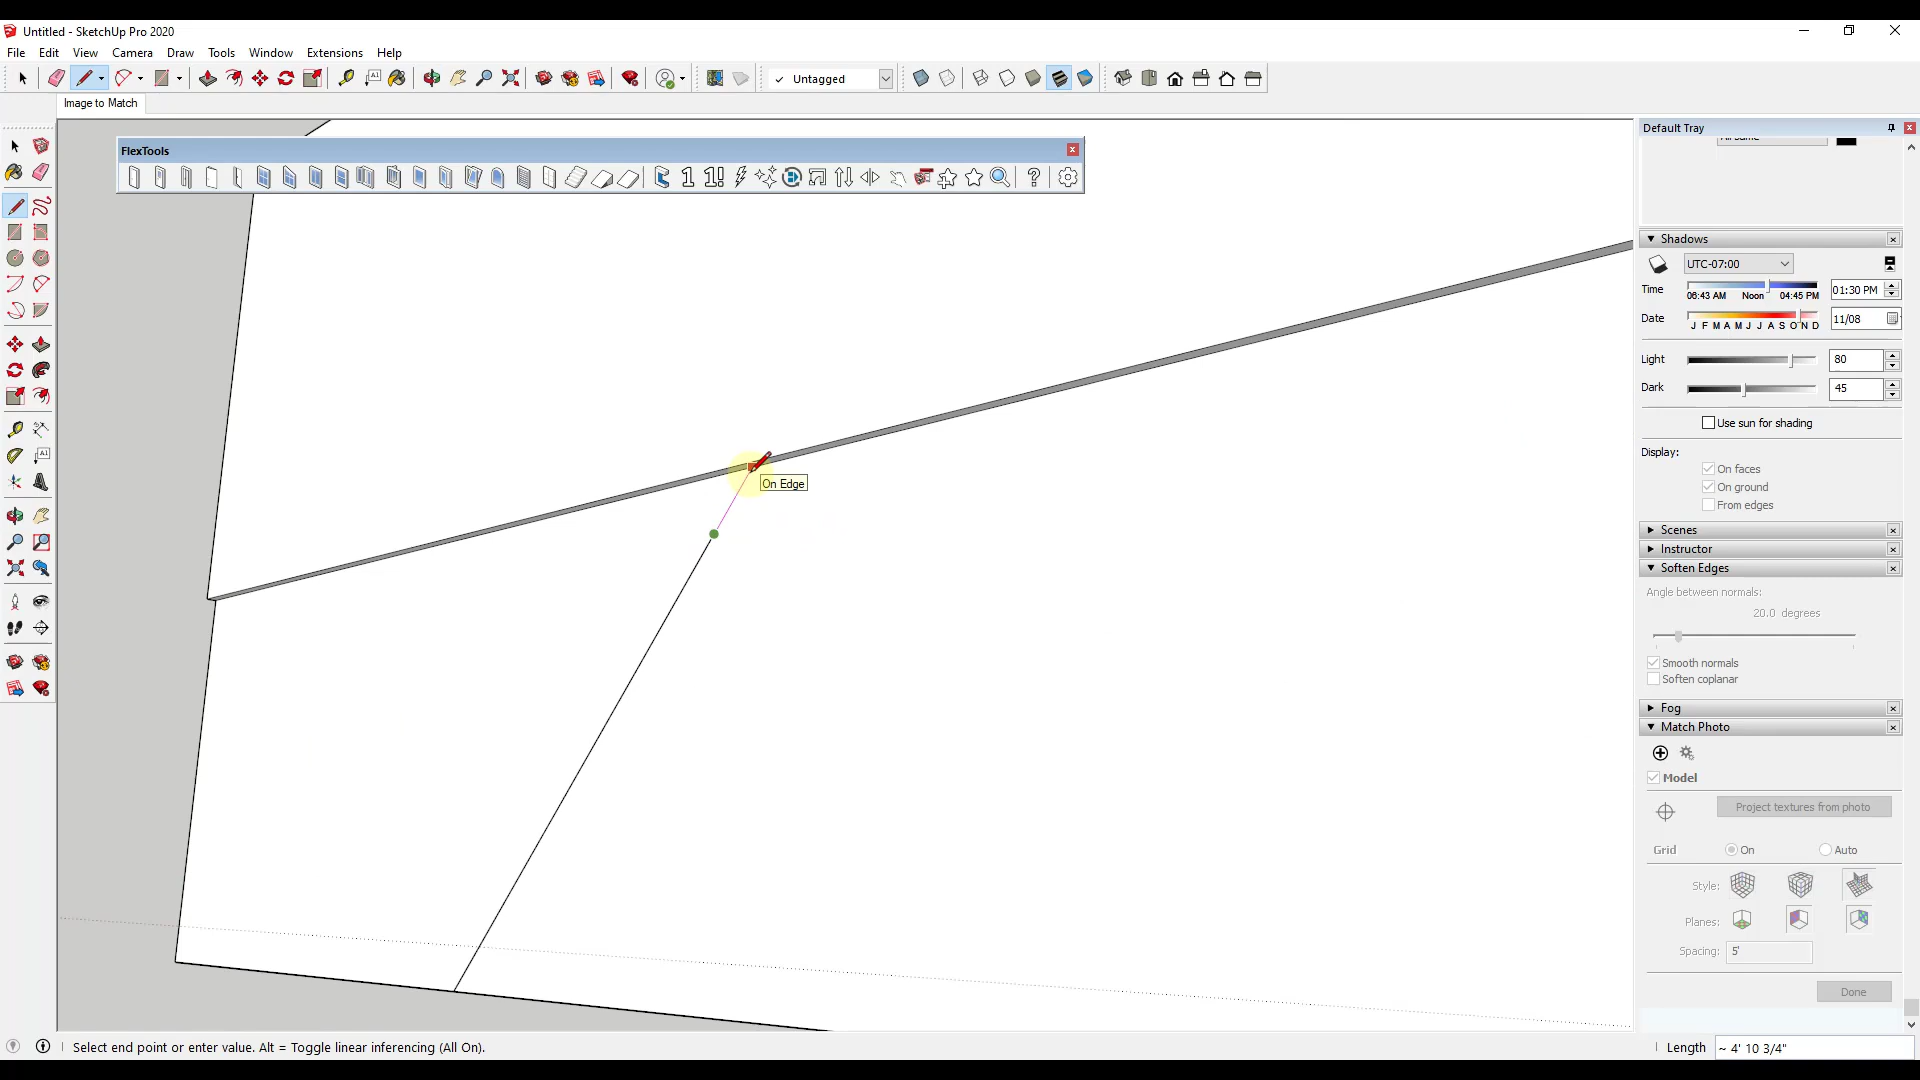 Untitled - SketchUp Pro 2020
File Edit View Camera Draw Tools Window Extensions Help
Untagged
Image to Match
Default Tray
FlexTools
Shadows
UTC-07:00
Time
06:43 AM Noon 04:45 PM
01:30 PM
Date
J F M A M J J A S O N D
11/08
Light
80
Dark
45
Use sun for shading
Display:
On faces
On ground
From edges
On Edge
Scenes
Instructor
Soften Edges
Angle between normals:
20.0 degrees
Smooth normals
Soften coplanar
Fog
Match Photo
Model
Project textures from photo
Grid On Auto
Style:
Planes:
Spacing: 5'
Done
Select end point or enter value. Alt = Toggle linear inferencing (All On).
Length ~ 4' 10 3/4"